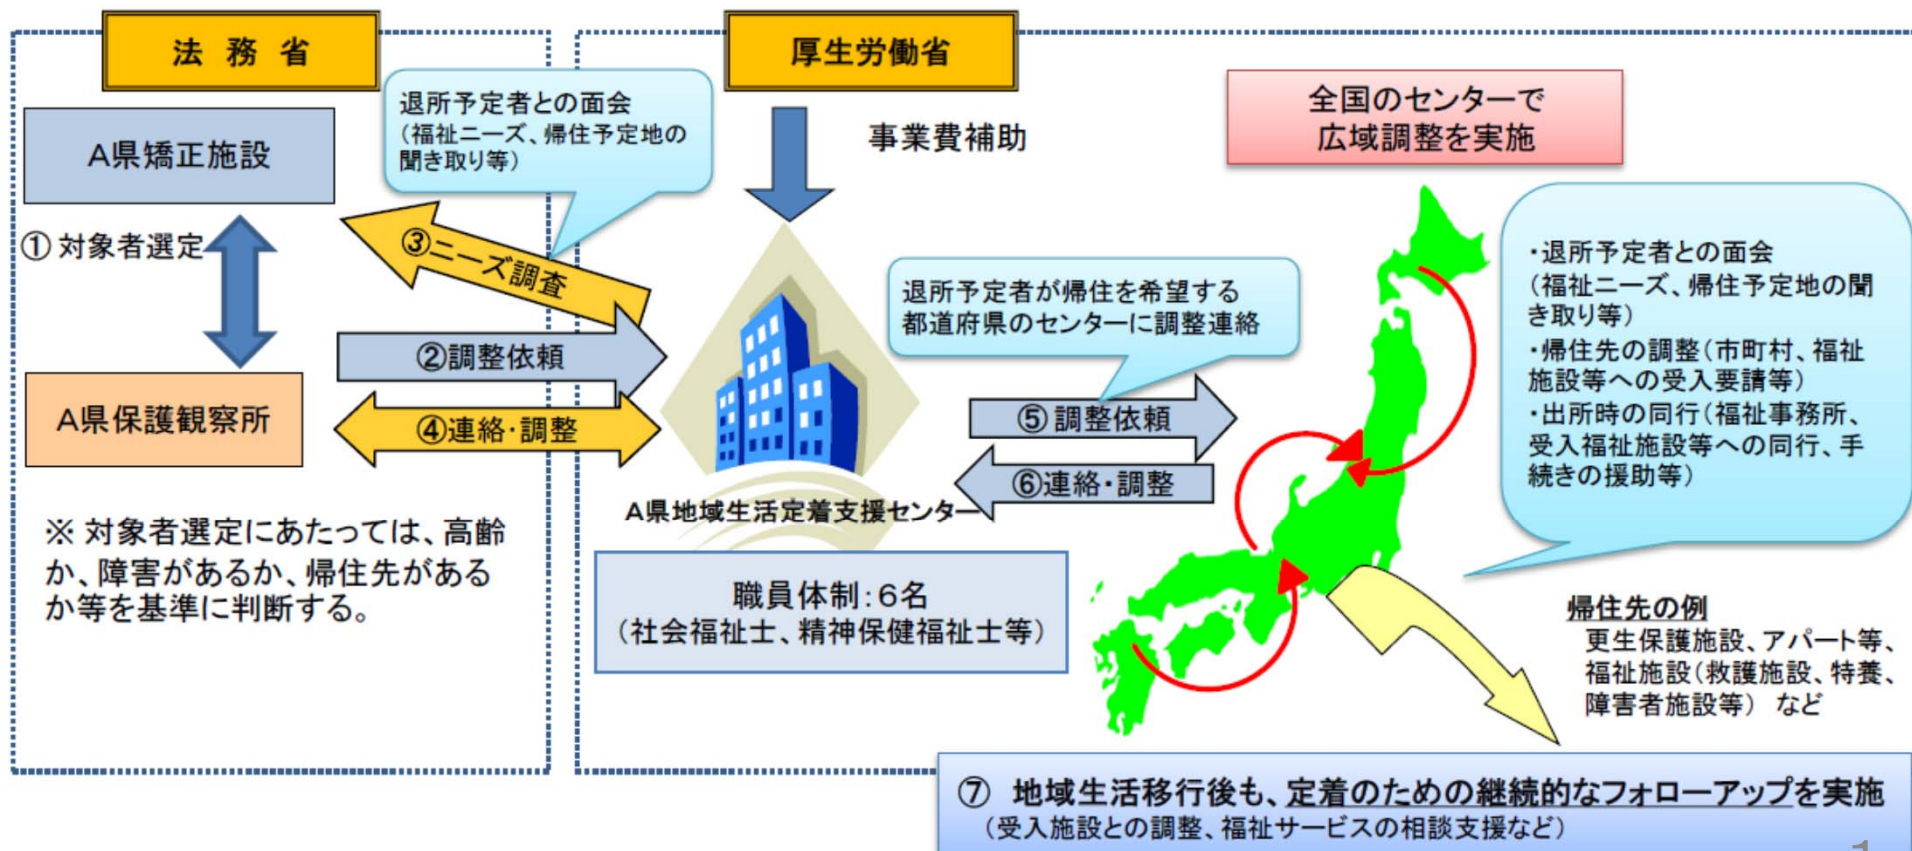 法 務 省
厚生労働省
A県矯正施設
退所予定者との面会
(福祉ニーズ、帰住予定地の
聞き取り等)
事業費補助
全国のセンターで
広域調整を実施
① 対象者選定
③ニーズ調査
②調整依頼
④連絡・調整
A県保護観察所
※ 対象者選定にあたっては、高齢
か、障害があるか、帰住先がある
か等を基準に判断する。
退所予定者が帰住を希望する
都道府県のセンターに調整連絡
⑤ 調整依頼
⑥連絡・調整
A県地域生活定着支援センター
職員体制:6名
(社会福祉士、精神保健福祉士等)
・退所予定者との面会
(福祉ニーズ、帰住予定地の聞
き取り等)
・帰住先の調整(市町村、福祉
施設等への受入要請等)
・出所時の同行(福祉事務所、
受入福祉施設等への同行、手
続きの援助等)
帰住先の例
更生保護施設、アパート等、
福祉施設(救護施設、特養、
障害者施設等) など
⑦ 地域生活移行後も、定着のための継続的なフォローアップを実施
(受入施設との調整、福祉サービスの相談支援など)
1